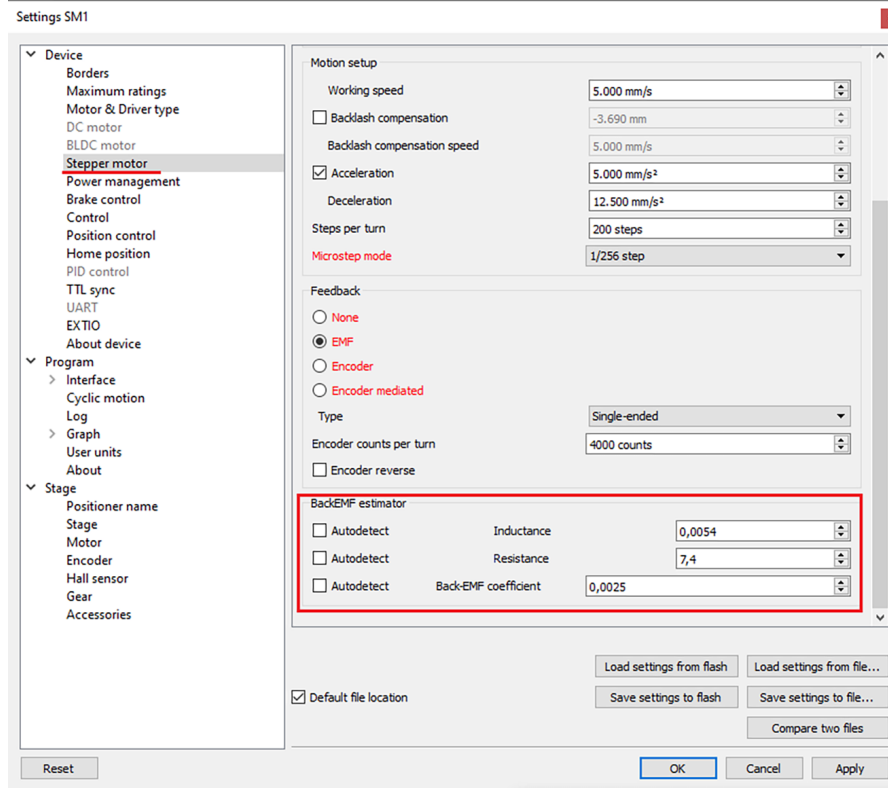 Settings SM1
Device
Borders
Maximum ratings
Motor & Driver type
DC motor
BLDC motor
Stepper motor
Power management
Brake control
Control
Position control
Home position
PID control
TTL sync
UART
EXTIO
About device
Program
Interface
Cyclic motion
Log
Graph
User units
About
Stage
Positioner name
Stage
Motor
Encoder
Hall sensor
Gear
Accessories
Motion setup
Working speed 5.000 mm/s
Backlash compensation -3.690 mm
Backlash compensation speed 5.000 mm/s
Acceleration 5.000 mm/s²
Deceleration 12.500 mm/s²
Steps per turn 200 steps
Microstep mode 1/256 step
Feedback
None
EMF
Encoder
Encoder mediated
Type Single-ended
Encoder counts per turn 4000 counts
Encoder reverse
BackEMF estimator
Autodetect Inductance 0,0054
Autodetect Resistance 7,4
Autodetect Back-EMF coefficient 0,0025
Load settings from flash Load settings from file...
Default file location Save settings to flash Save settings to file...
Compare two files
Reset OK Cancel Apply